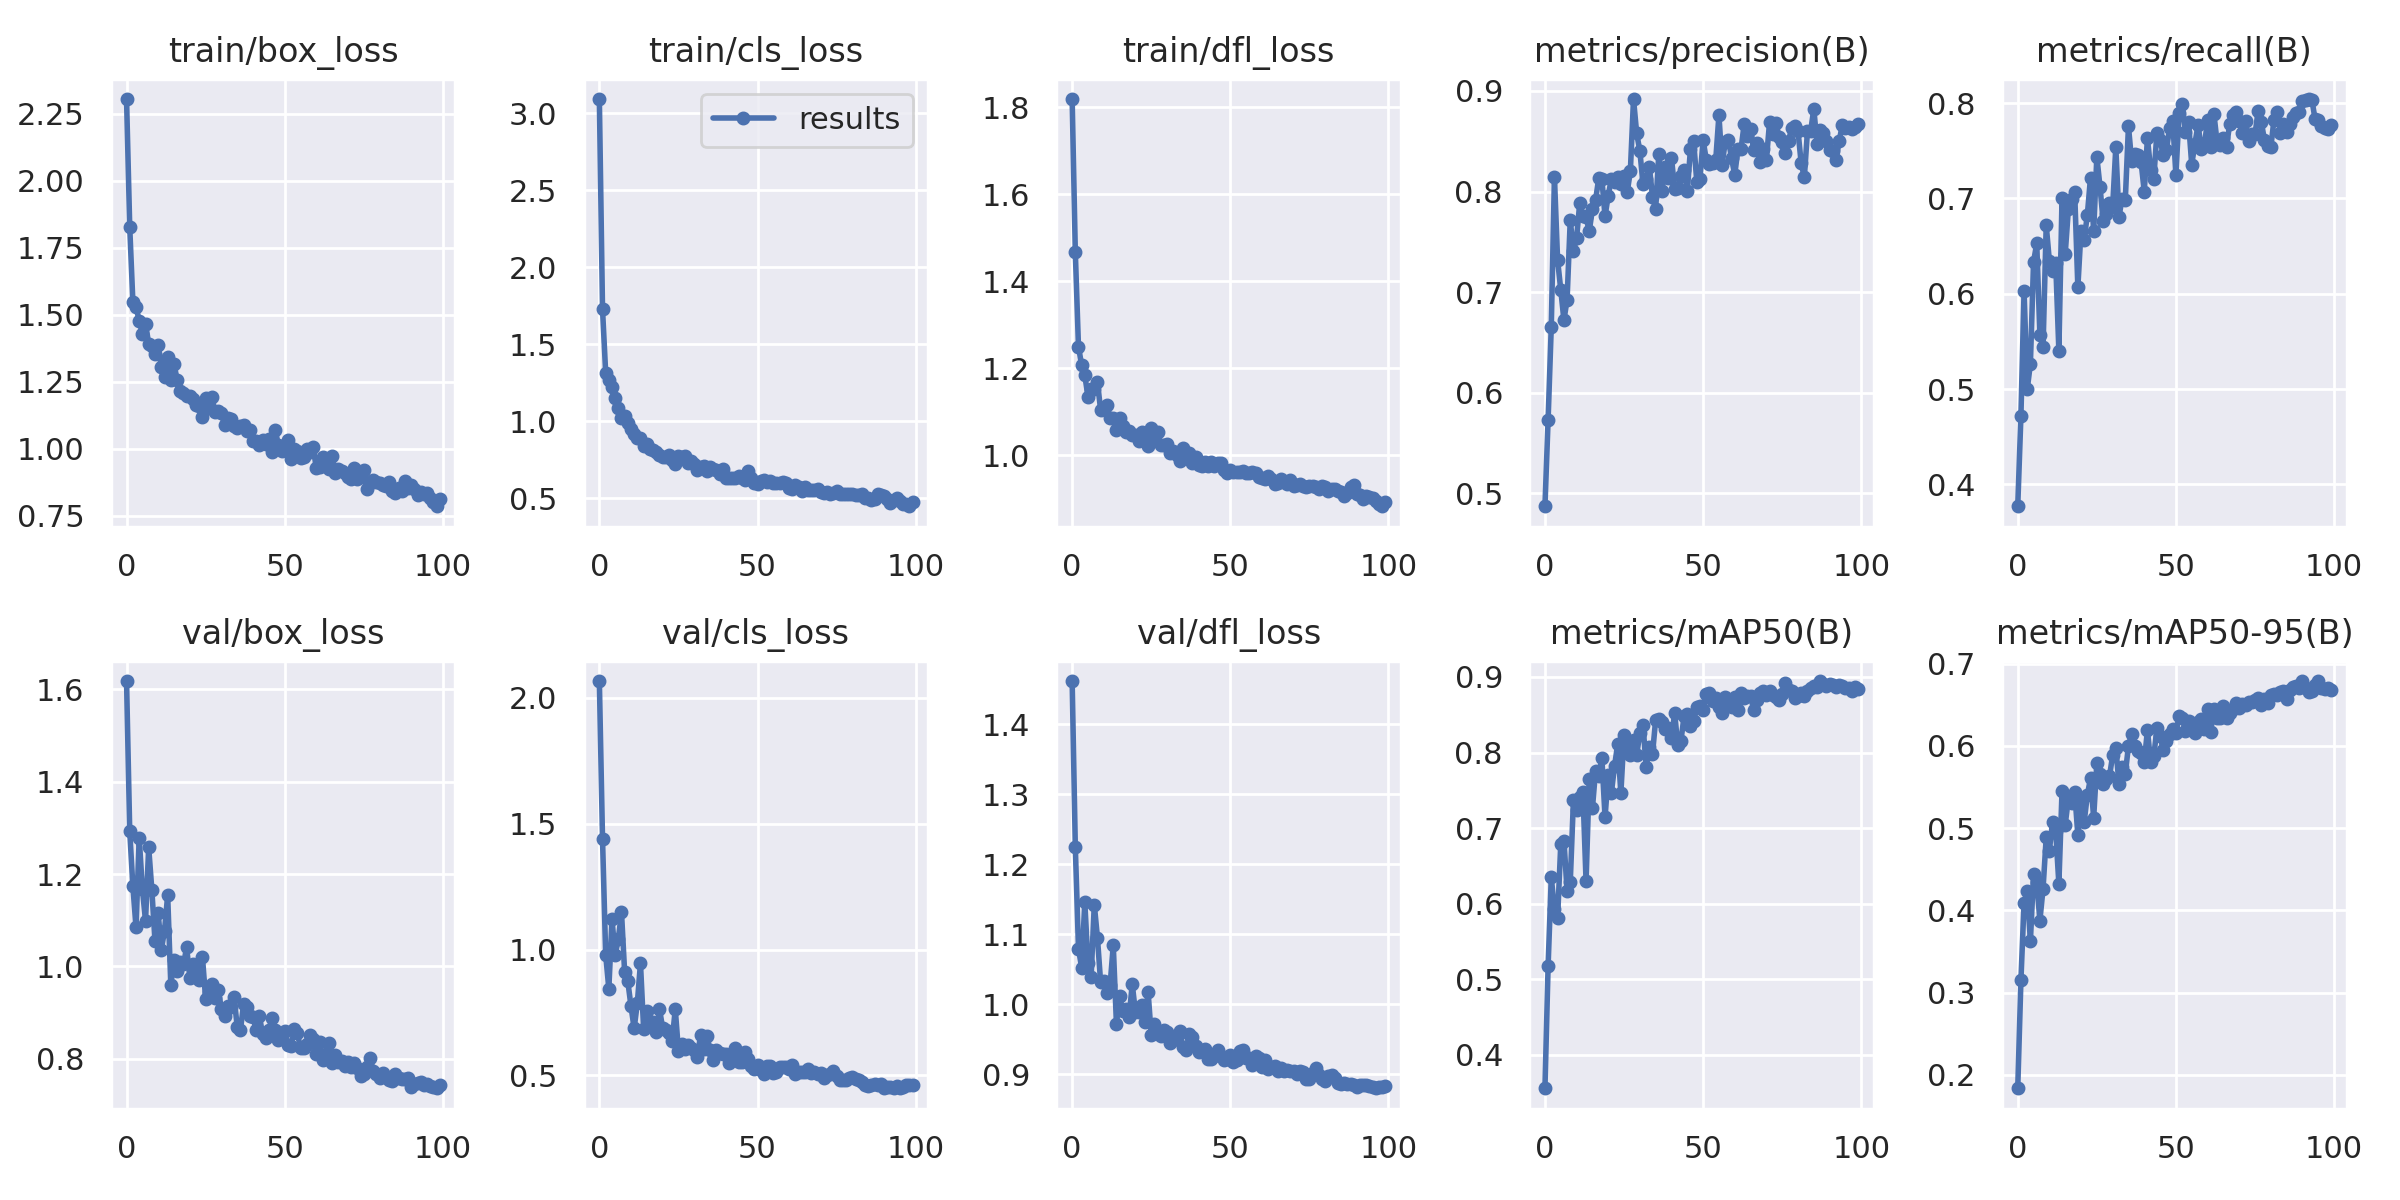 train/box_loss
2.25
2.00
1.75
1.50
1.25
1.00
0.75
0 50 100
train/cls_loss
results
3.0
2.5
2.0
1.5
1.0
0.5
0 50 100
train/dfl_loss
1.8
1.6
1.4
1.2
1.0
0 50 100
metrics/precision(B)
0.9
0.8
0.7
0.6
0.5
0 50 100
metrics/recall(B)
0.8
0.7
0.6
0.5
0.4
0 50 100
val/box_loss
1.6
1.4
1.2
1.0
0.8
0 50 100
val/cls_loss
2.0
1.5
1.0
0.5
0 50 100
val/dfl_loss
1.4
1.3
1.2
1.1
1.0
0.9
0 50 100
metrics/mAP50(B)
0.9
0.8
0.7
0.6
0.5
0.4
0 50 100
metrics/mAP50-95(B)
0.7
0.6
0.5
0.4
0.3
0.2
0 50 100